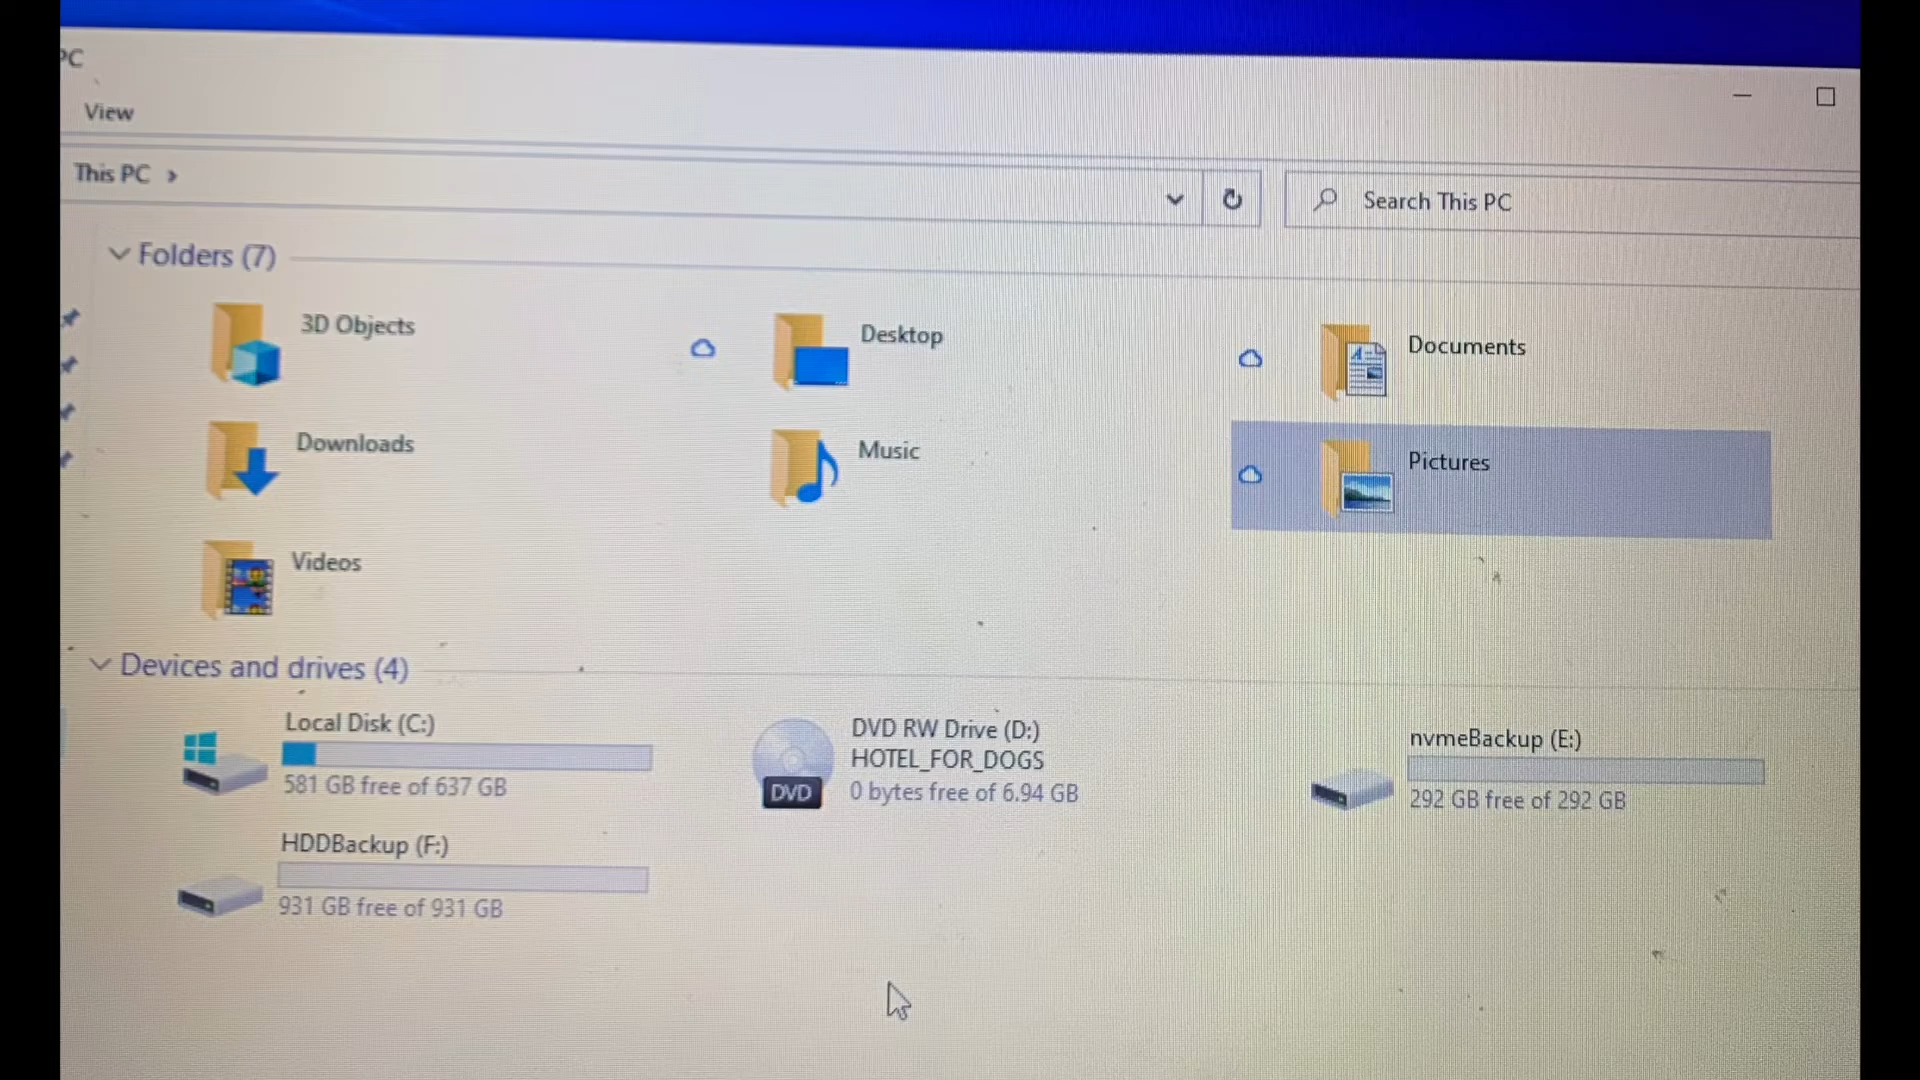 PC
View
This PC >
Search This PC
Folders (7)
3D Objects
Desktop
Documents
Downloads
Music
Pictures
Videos
Devices and drives (4)
Local Disk (C:)
581 GB free of 637 GB
DVD
DVD RW Drive (D:)
HOTEL_FOR_DOGS
0 bytes free of 6.94 GB
nvmeBackup (E:)
292 GB free of 292 GB
HDDBackup (F:)
931 GB free of 931 GB